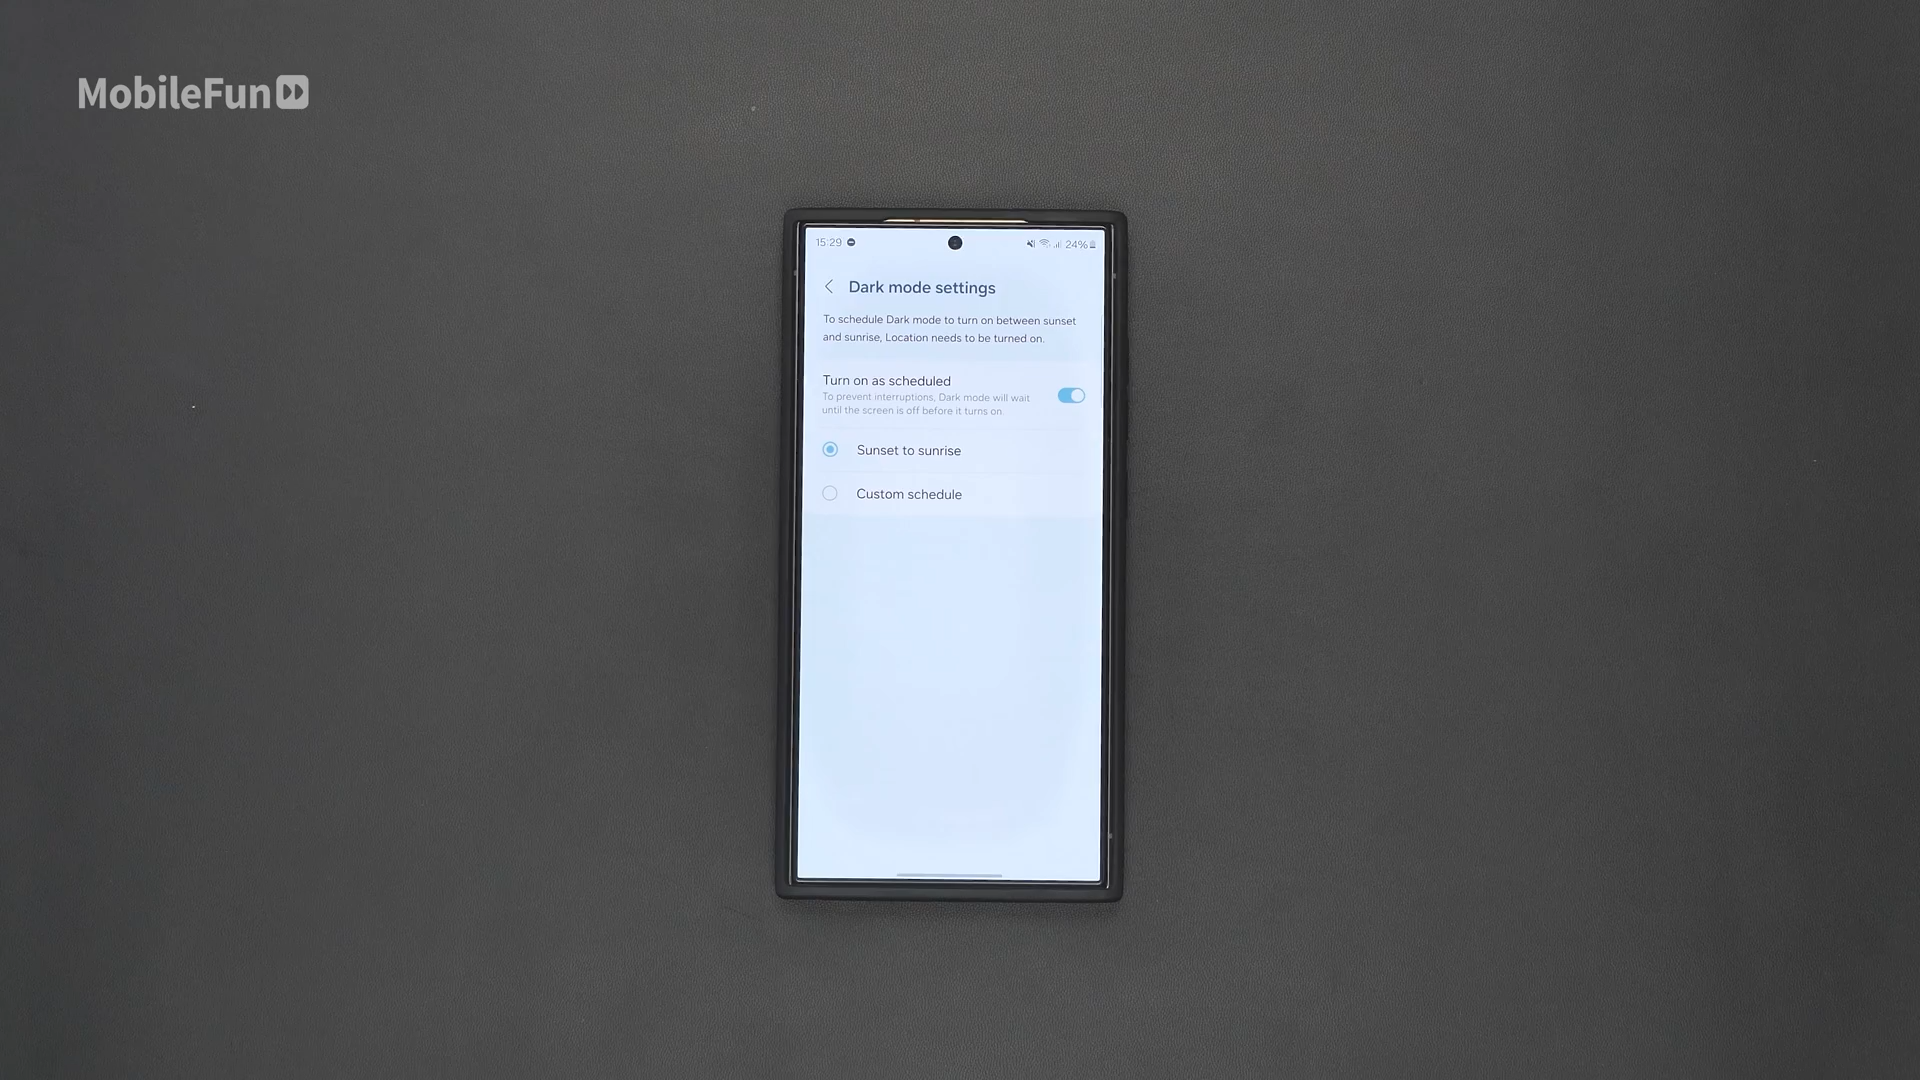 MobileFun
15:29
24%
Dark mode settings
To schedule Dark mode to turn on between sunset
and sunrise, Location needs to be turned on.
Turn on as scheduled
To prevent interruptions, Dark mode will wait
until the screen is off before it turns on.
Sunset to sunrise
Custom schedule